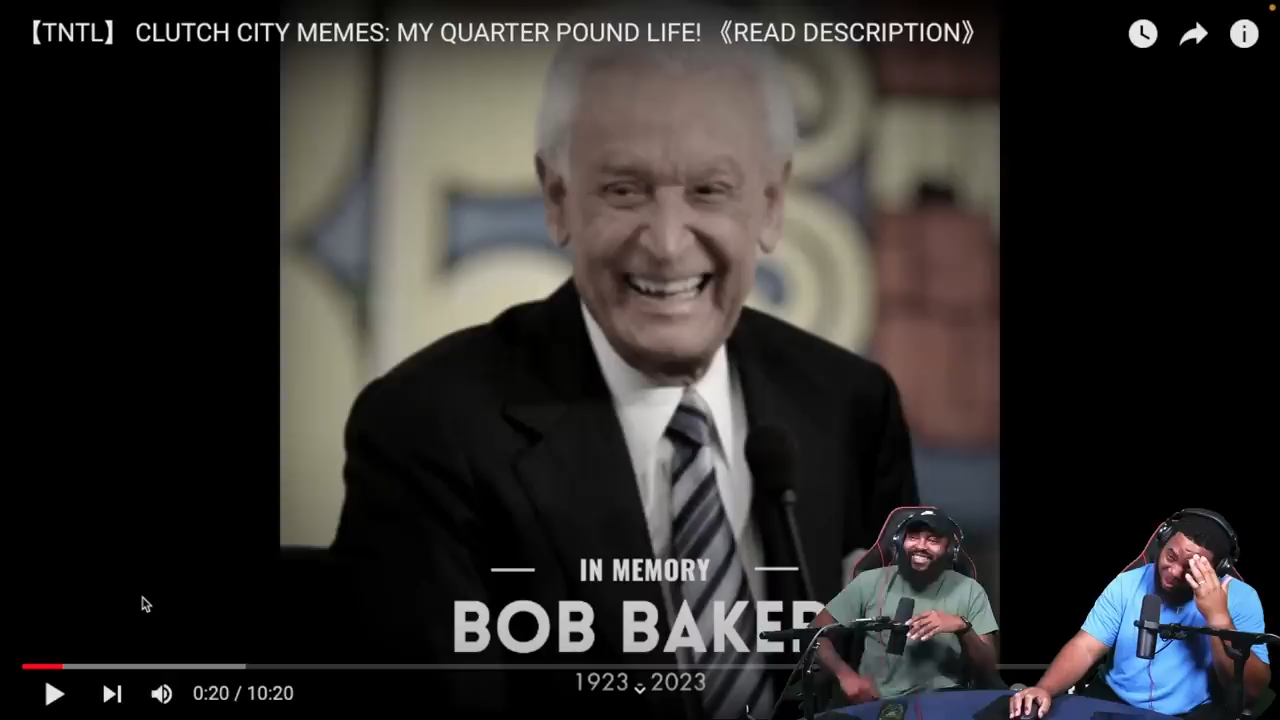 【TNTL】 CLUTCH CITY MEMES: MY QUARTER POUND LIFE! 《READ DESCRIPTION》
IN MEMORY
BOB BAKER
1923 2023
0:20 / 10:20